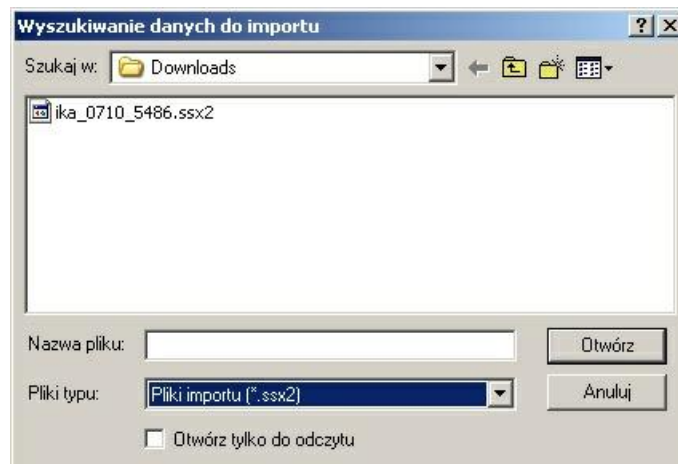 Wyszukiwanie danych do importu
Szukaj w: Downloads
ika_0710_5486.ssx2
Nazwa pliku: Otwórz
Pliki typu: Pliki importu (*.ssx2) Anuluj
Otwórz tylko do odczytu